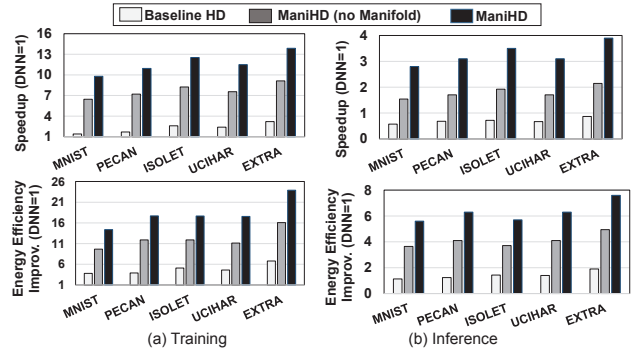 Baseline HD ManiHD (no Manifold) ManiHD
Speedup (DNN=1)
16
13
10
7
4
1
MNIST PECAN ISOLET UCIHAR EXTRA
Speedup (DNN=1)
4
3
2
1
0
MNIST PECAN ISOLET UCIHAR EXTRA
Energy Efficiency
Improv. (DNN=1)
26
21
16
11
6
1
MNIST PECAN ISOLET UCIHAR EXTRA
Energy Efficiency
Improv. (DNN=1)
8
6
4
2
0
MNIST PECAN ISOLET UCIHAR EXTRA
(a) Training
(b) Inference